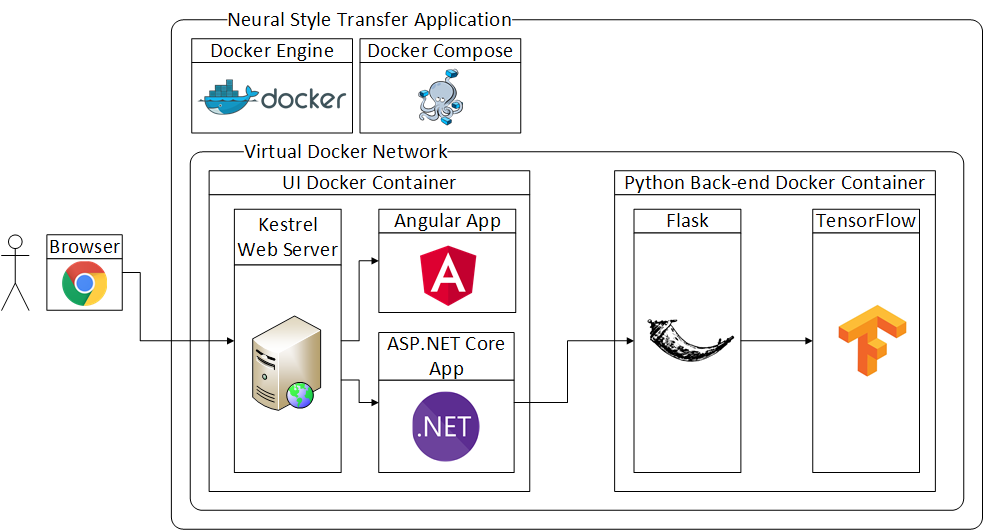 Neural Style Transfer Application
Docker Engine
Docker Compose
docker
Virtual Docker Network
UI Docker Container
Python Back-end Docker Container
Kestrel
Web Server
Angular App
Flask
TensorFlow
Browser
A
ASP.NET Core
App
.NET